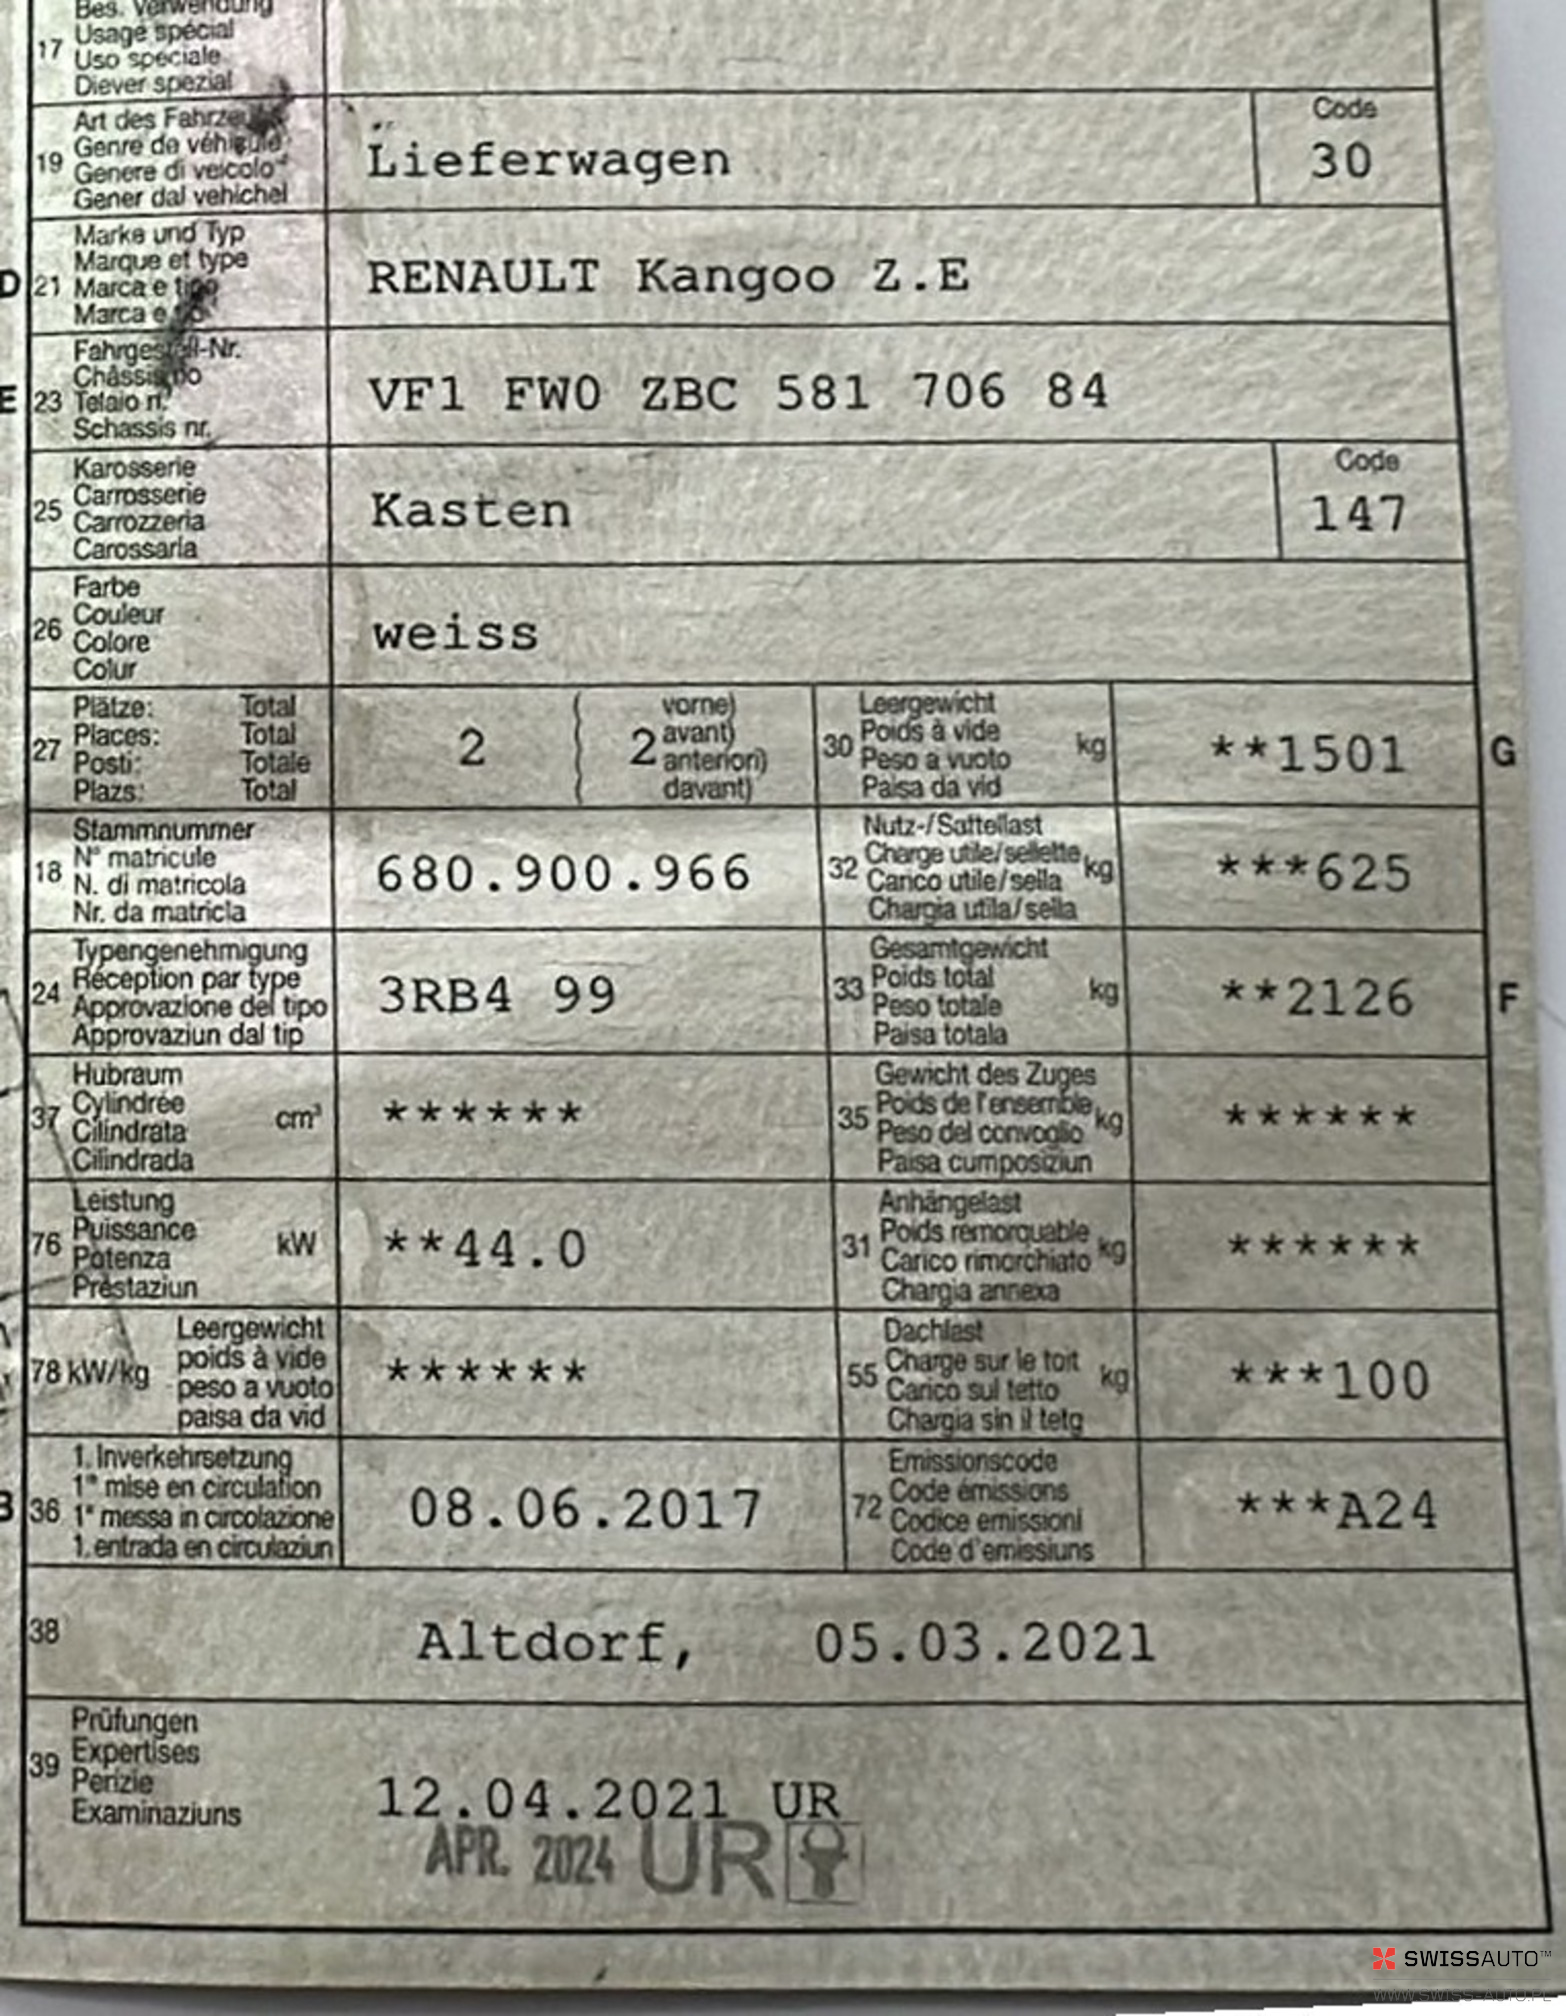 Bes. Verwendung
17 Usage spécial
Uso speciale
Diever spezial
Art des
19 Genre de véhicule
Genere di veicolo
Gener dal vehichel
Lieferwagen
Code
30
Marke und Typ
Marque et type
D 21 Marca e tipo
Marca e
RENAULT Kangoo Z.E
Fahrgestell-Nr.
Châssis no
E 23 Telaio n.
Schassis nr.
VF1 FW0 ZBC 581 706 84
Karosserie
25 Carrosserie
Carrozzeria
Carossaria
Kasten
Code
147
Farbe
26 Couleur
Colore
Colur
weiss
Plätze: Total
27 Places: Total
Posti: Totale
Plazs: Total
2 ( 2 vorne)
avant)
anteriori)
davant)
Leergewicht
30 Poids à vide kg
Peso a vuoto
Paisa da vid
**1501 G
Stammnummer
18 N° matricule
N. di matricola
Nr. da matricla
680.900.966
Nutz-/Sattellast
32 Charge utile/sellette kg
Carico utile/sella
Chargia utila/sella
***625
Typengenehmigung
24 Réception par type
Approvazione del tipo
Approvaziun dal tip
3RB4 99
Gesamtgewicht
33 Poids total kg
Peso totale
Paisa totala
**2126 F
Hubraum
37 Cylindrée cm³
Cilindrata
Cilindrada
******
Gewicht des Zuges
35 Poids de l'ensemble kg
Peso del convoglio
Paisa cumposiziun
******
Leistung
76 Puissance kW
Potenza
Prestaziun
**44.0
Anhängelast
31 Poids remorquable kg
Carico rimorchiato
Chargia annexa
******
Leergewicht
78 kW/kg poids à vide
peso a vuoto
paisa da vid
******
Dachlast
55 Charge sur le toit kg
Carico sul tetto
Chargia sin il tetg
***100
1. Inverkehrsetzung
B 36 1re mise en circulation
1a messa in circolazione
1. entrada en circulaziun
08.06.2017
Emissionscode
72 Code émissions
Codice emissioni
Code d'emissiuns
***A24
38
Altdorf, 05.03.2021
Prüfungen
39 Expertises
Perizie
Examinaziuns
12.04.2021 UR
APR. 2024 UR
SWISSAUTO™
WWW.SWISS-AUTO.PL